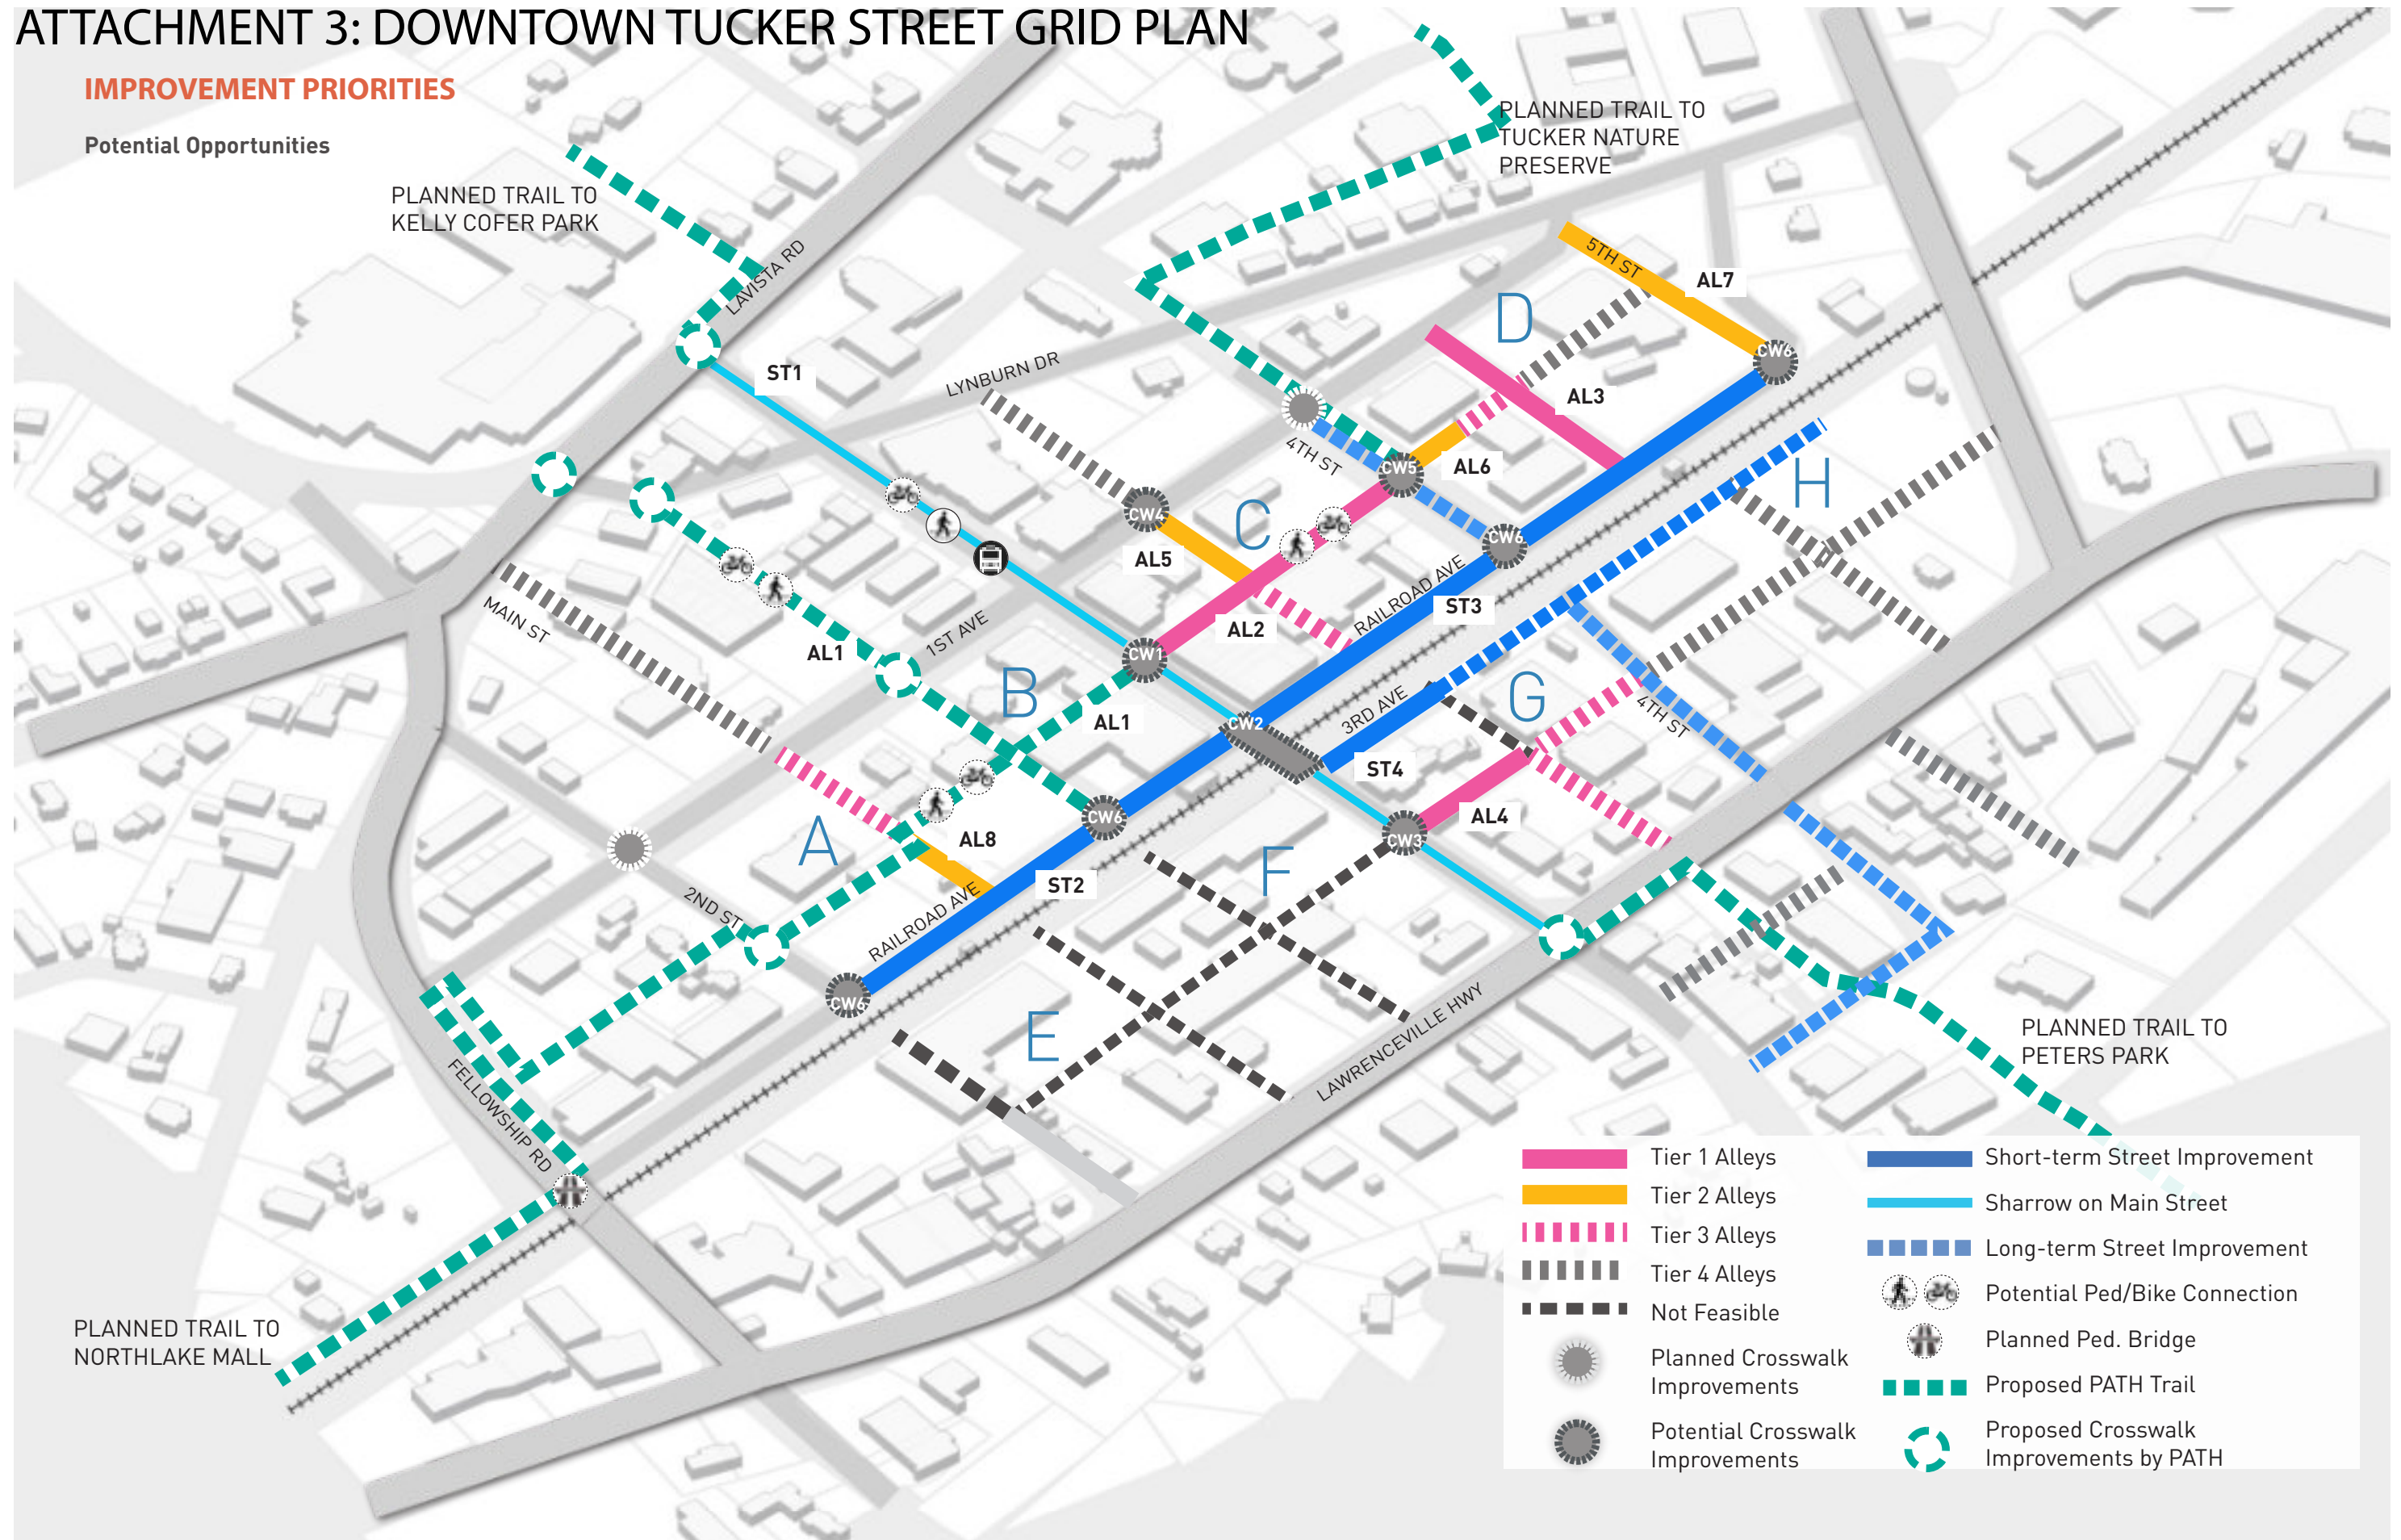 ATTACHMENT 3: DOWNTOWN TUCKER STREET GRID PLAN
IMPROVEMENT PRIORITIES
Potential Opportunities
PLANNED TRAIL TO
KELLY COFER PARK
PLANNED TRAIL TO
TUCKER NATURE
PRESERVE
LAVISTA RD
5TH ST
AL7
D
CW6
ST1
LYNBURN DR
AL3
4TH ST
CW5
AL6
H
C
CW4
AL5
CW6
MAIN ST
RAILROAD AVE
ST3
AL2
1ST AVE
AL1
CW1
B
AL1
CW2
3RD AVE
G
4TH ST
ST4
CW6
AL4
CW3
AL8
A
F
ST2
2ND ST
RAILROAD AVE
CW6
E
LAWRENCEVILLE HWY
FELLOWSHIP RD
PLANNED TRAIL TO
PETERS PARK
PLANNED TRAIL TO
NORTHLAKE MALL
Tier 1 Alleys
Tier 2 Alleys
Tier 3 Alleys
Tier 4 Alleys
Not Feasible
Planned Crosswalk
Improvements
Potential Crosswalk
Improvements
Short-term Street Improvement
Sharrow on Main Street
Long-term Street Improvement
Potential Ped/Bike Connection
Planned Ped. Bridge
Proposed PATH Trail
Proposed Crosswalk
Improvements by PATH